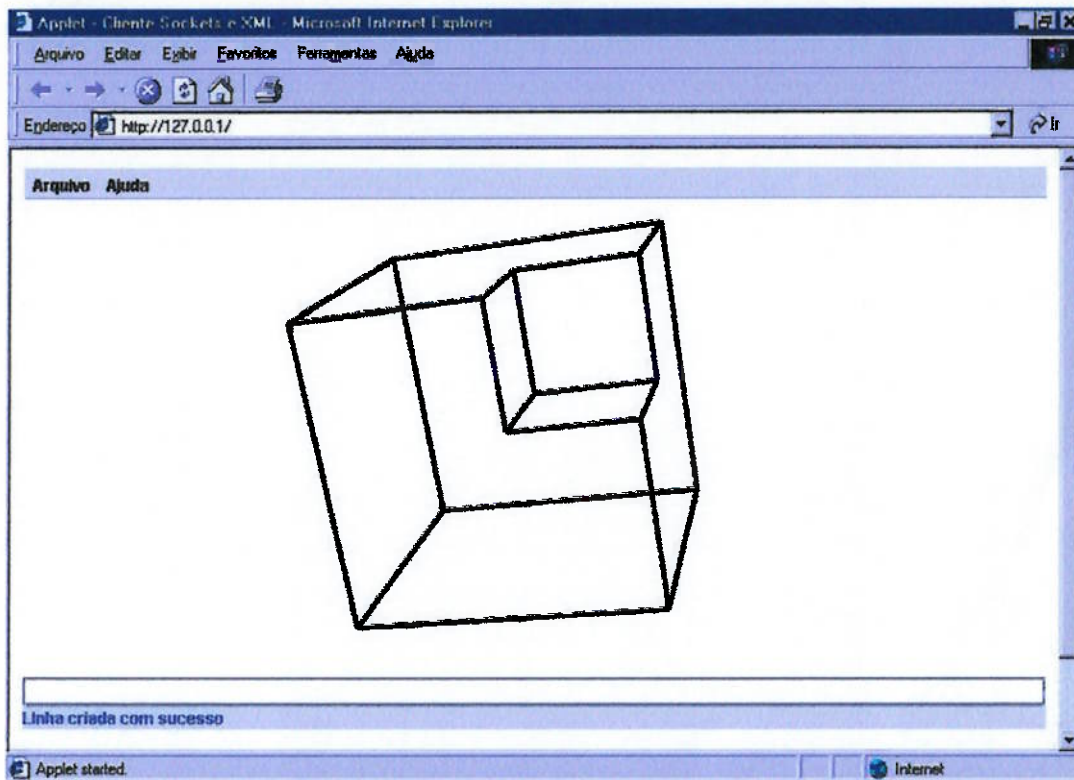 Applet - Cliente Sockets e XML - Microsoft Internet Explorer
Arquivo Editar Exibir Favoritos Ferramentas Ajuda
Endereço http://127.0.0.1/ Ir
Arquivo Ajuda
Linha criada com sucesso
Applet started. Internet